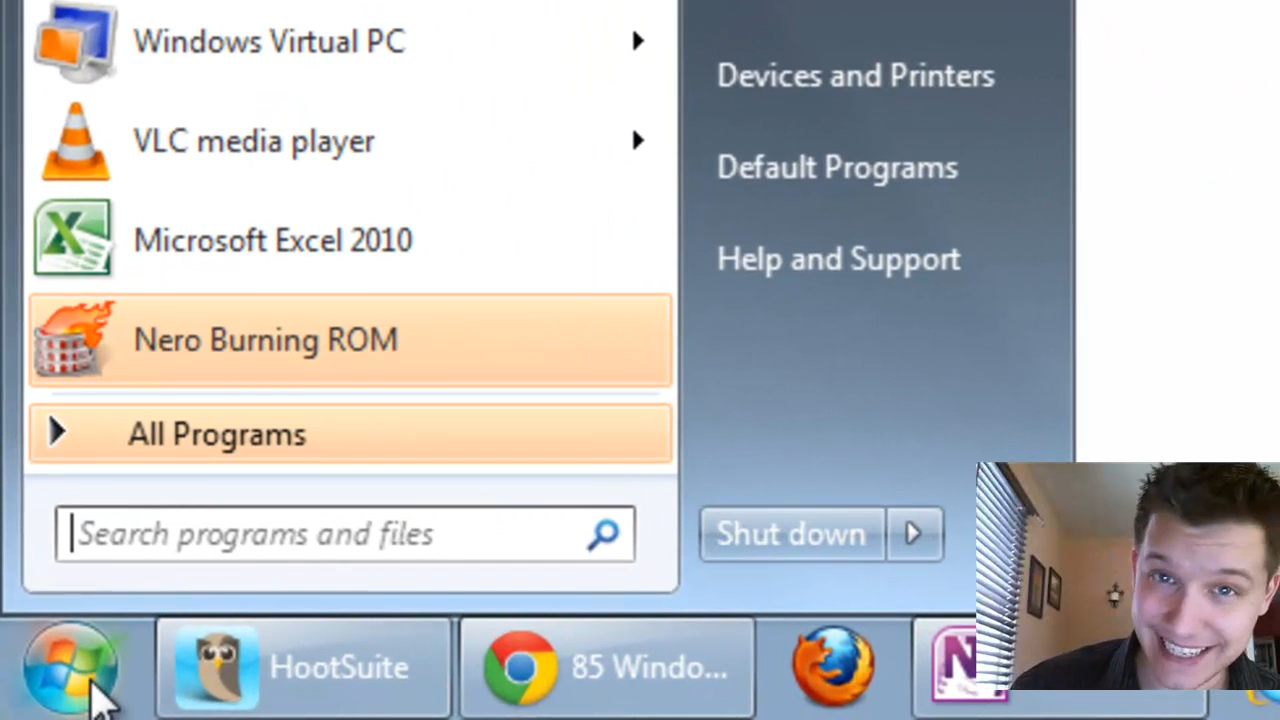 Windows Virtual PC
VLC media player
Microsoft Excel 2010
Nero Burning ROM
All Programs
Search programs and files
Devices and Printers
Default Programs
Help and Support
Shut down
HootSuite
85 Windo...
N